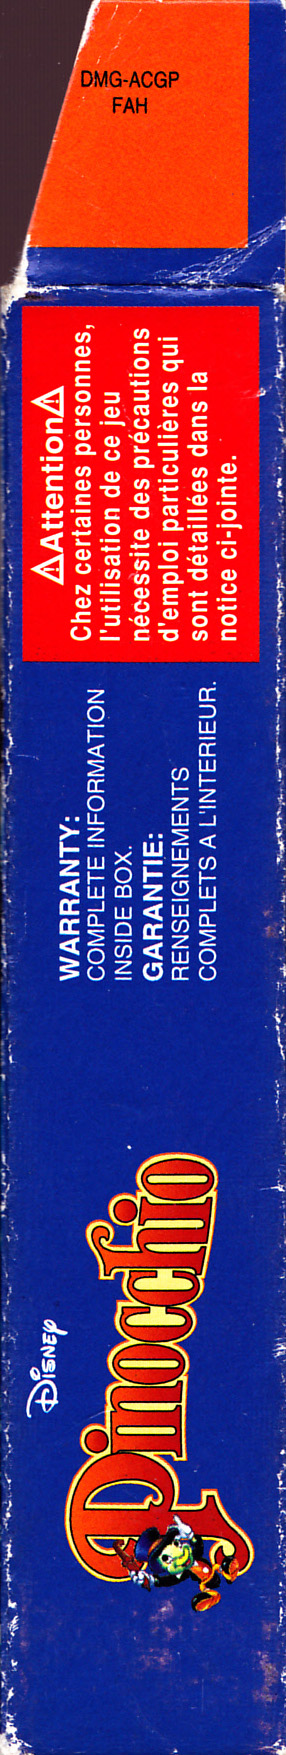 DMG-ACGP
FAH
⚠Attention⚠
Chez certaines personnes,
l'utilisation de ce jeu
nécessite des précautions
d'emploi particulières qui
sont détaillées dans la
notice ci-jointe.
WARRANTY:
COMPLETE INFORMATION
INSIDE BOX.
GARANTIE:
RENSEIGNEMENTS
COMPLETS A L'INTERIEUR.
Disney
Pinocchio